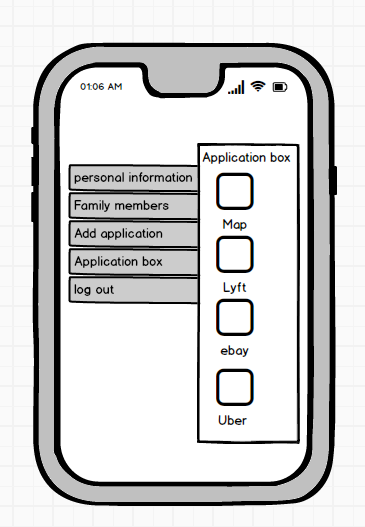 01:06 AM
personal information
Family members
Add application
Application box
log out
Application box
Map
Lyft
ebay
Uber